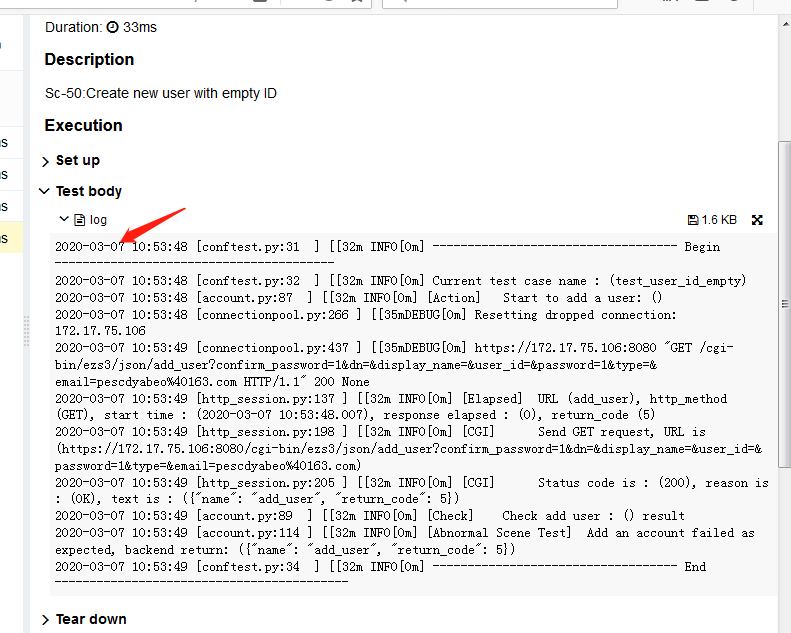 Duration: 33ms
Description
Sc-50:Create new user with empty ID
Execution
Set up
Test body
log
1.6 KB
2020-03-07 10:53:48 [conftest.py:31  ] [[32m INFO[0m] ----------------------------------- Begin
----------------------------------------
2020-03-07 10:53:48 [conftest.py:32  ] [[32m INFO[0m] Current test case name : (test_user_id_empty)
2020-03-07 10:53:48 [account.py:87  ] [[32m INFO[0m] [Action]   Start to add a user: ()
2020-03-07 10:53:48 [connectionpool.py:266 ] [[35mDEBUG[0m] Resetting dropped connection:
172.17.75.106
2020-03-07 10:53:49 [connectionpool.py:437 ] [[35mDEBUG[0m] https://172.17.75.106:8080 "GET /cgi-
bin/ezs3/json/add_user?confirm_password=1&dn=&display_name=&user_id=&password=1&type=&
email=pescdyabeo%40163.com HTTP/1.1" 200 None
2020-03-07 10:53:49 [http_session.py:137 ] [[32m INFO[0m] [Elapsed]  URL (add_user), http_method
(GET), start time : (2020-03-07 10:53:48.007), response elapsed : (0), return_code (5)
2020-03-07 10:53:49 [http_session.py:198 ] [[32m INFO[0m] [CGI]      Send GET request, URL is
(https://172.17.75.106:8080/cgi-bin/ezs3/json/add_user?confirm_password=1&dn=&display_name=&user_id=&
password=1&type=&email=pescdyabeo%40163.com)
2020-03-07 10:53:49 [http_session.py:205 ] [[32m INFO[0m] [CGI]      Status code is : (200), reason is
: (OK), text is : ({"name": "add_user", "return_code": 5})
2020-03-07 10:53:49 [account.py:89  ] [[32m INFO[0m] [Check]    Check add user : () result
2020-03-07 10:53:49 [account.py:114 ] [[32m INFO[0m] [Abnormal Scene Test]  Add an account failed as
expected, backend return: ({"name": "add_user", "return_code": 5})
2020-03-07 10:53:49 [conftest.py:34  ] [[32m INFO[0m] ----------------------------------- End
------------------------------------------
Tear down